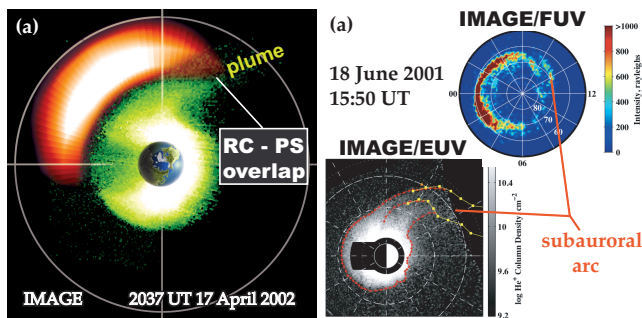 (a)
plume
RC - PS
overlap
IMAGE
2037 UT 17 April 2002
(a)
IMAGE/FUV
18 June 2001
15:50 UT
00
12
06
80
70
60
>1000
800
600
400
200
0
Intensity, rayleighs
IMAGE/EUV
10.4
10
9.6
9.2
log He⁺ Column Density cm⁻²
subauroral
arc